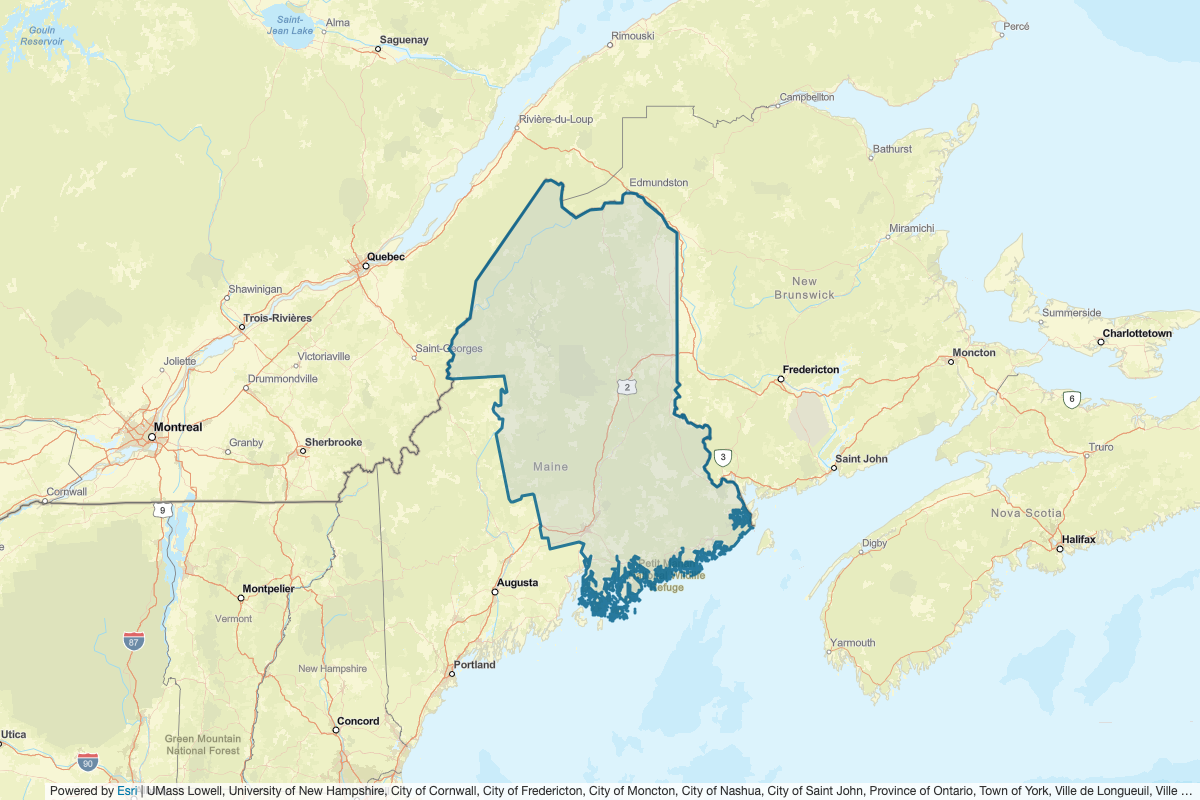 Gouin
Reservoir
Saint-
Jean Lake
Alma
Saguenay
Rimouski
Percé
Campbellton
Rivière-du-Loup
Bathurst
Edmundston
Miramichi
Quebec
New
Brunswick
Shawinigan
Trois-Rivières
Summerside
Charlottetown
Saint-Georges
Victoriaville
Joliette
Moncton
Drummondville
Fredericton
2
6
Montreal
Granby
Sherbrooke
Truro
3
Saint John
Maine
Cornwall
9
Nova Scotia
Halifax
Digby
Augusta
Montpelier
Vermont
87
Yarmouth
New Hampshire
Portland
Concord
Utica
Green Mountain
National Forest
90
Powered by Esri | UMass Lowell, University of New Hampshire, City of Cornwall, City of Fredericton, City of Moncton, City of Nashua, City of Saint John, Province of Ontario, Town of York, Ville de Longueuil, Ville ...